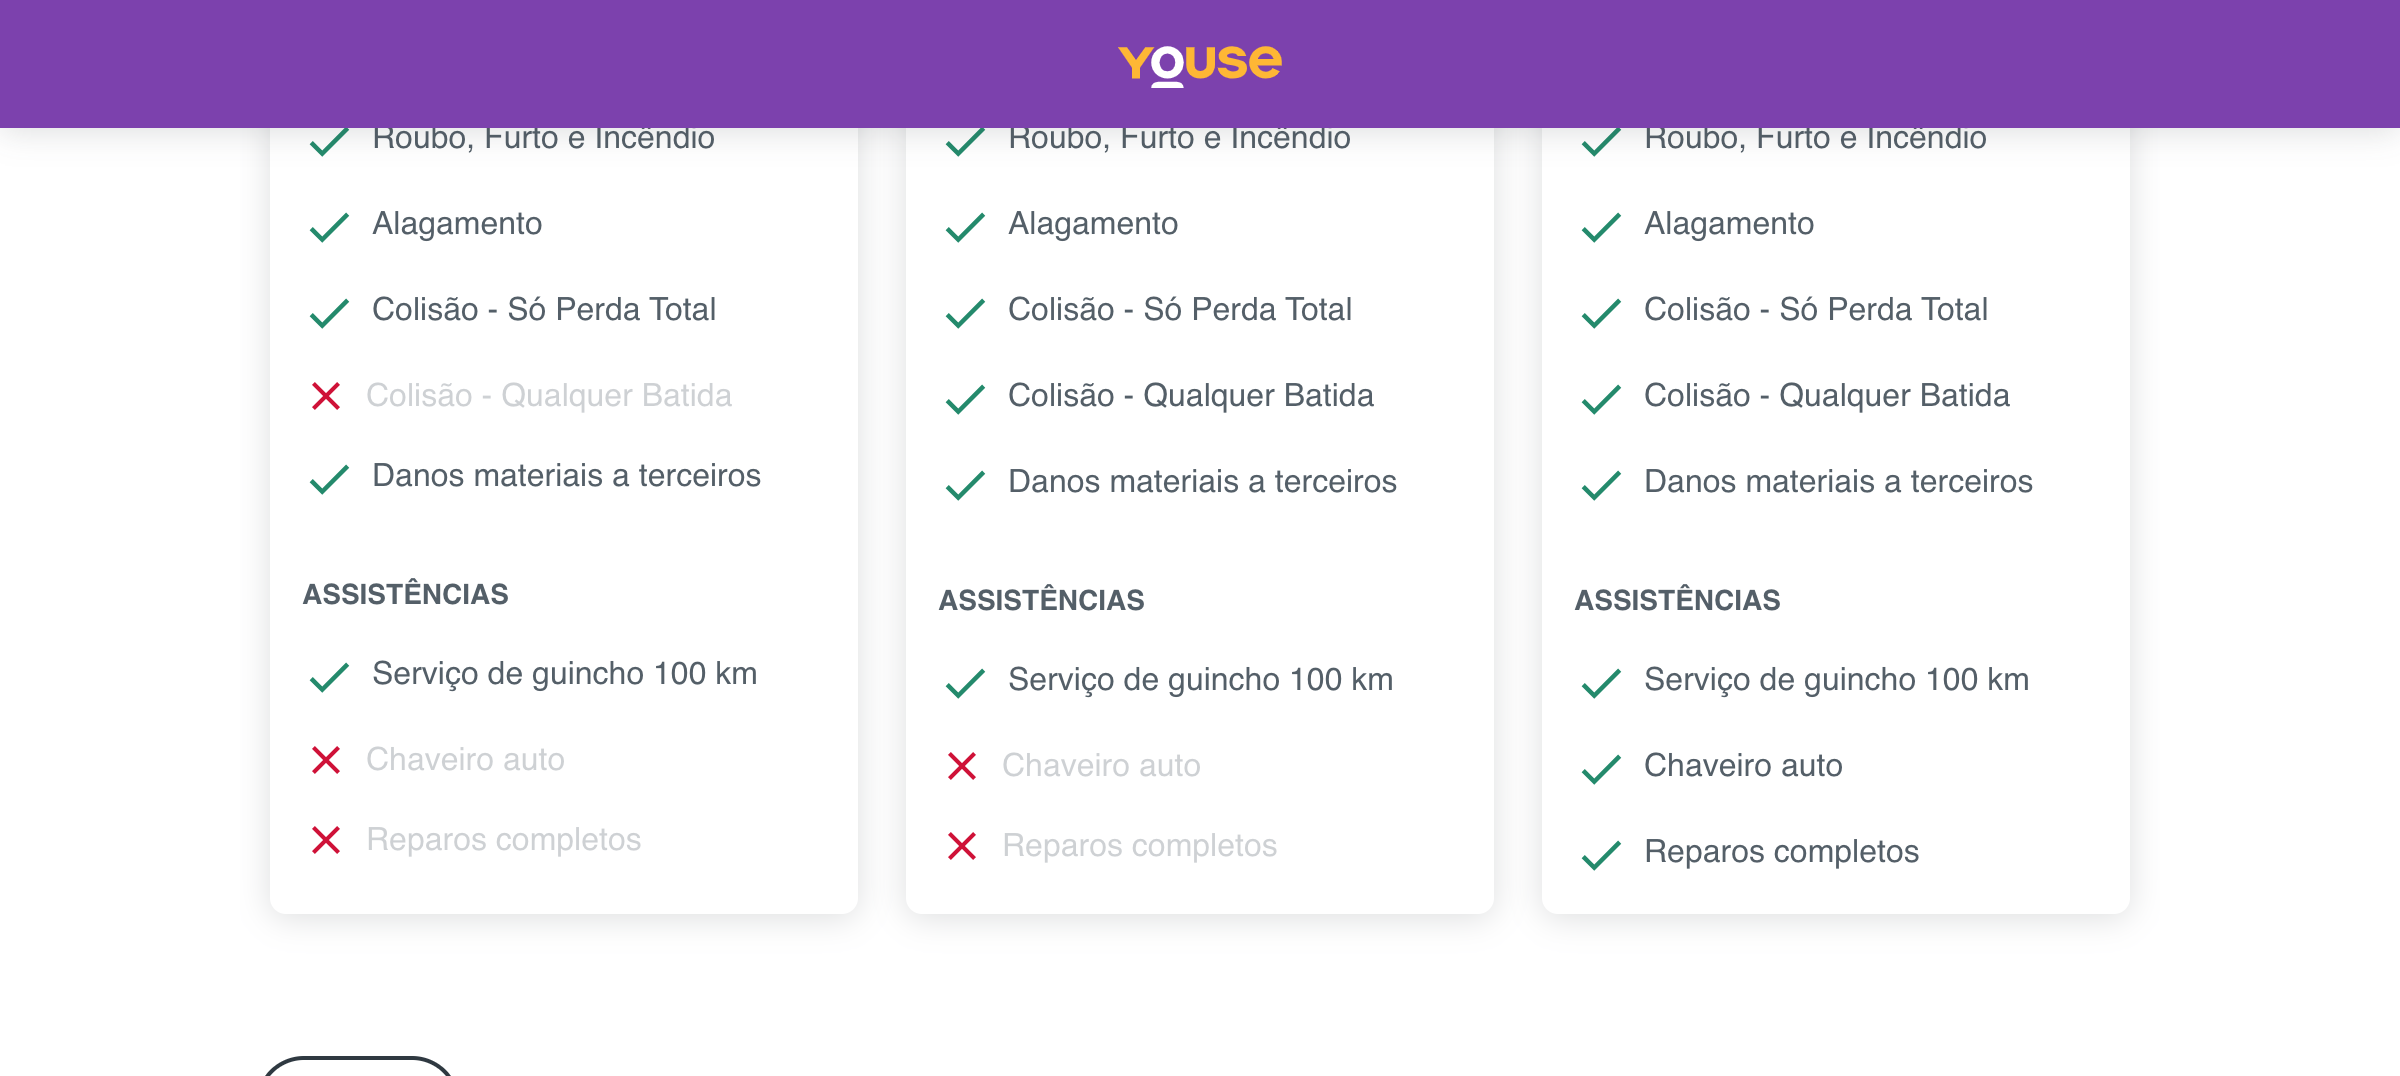 youse
Roubo, Furto e Incêndio
Alagamento
Colisão - Só Perda Total
Colisão - Qualquer Batida
Danos materiais a terceiros
ASSISTÊNCIAS
Serviço de guincho 100 km
Chaveiro auto
Reparos completos
Roubo, Furto e Incêndio
Alagamento
Colisão - Só Perda Total
Colisão - Qualquer Batida
Danos materiais a terceiros
ASSISTÊNCIAS
Serviço de guincho 100 km
Chaveiro auto
Reparos completos
Roubo, Furto e Incêndio
Alagamento
Colisão - Só Perda Total
Colisão - Qualquer Batida
Danos materiais a terceiros
ASSISTÊNCIAS
Serviço de guincho 100 km
Chaveiro auto
Reparos completos